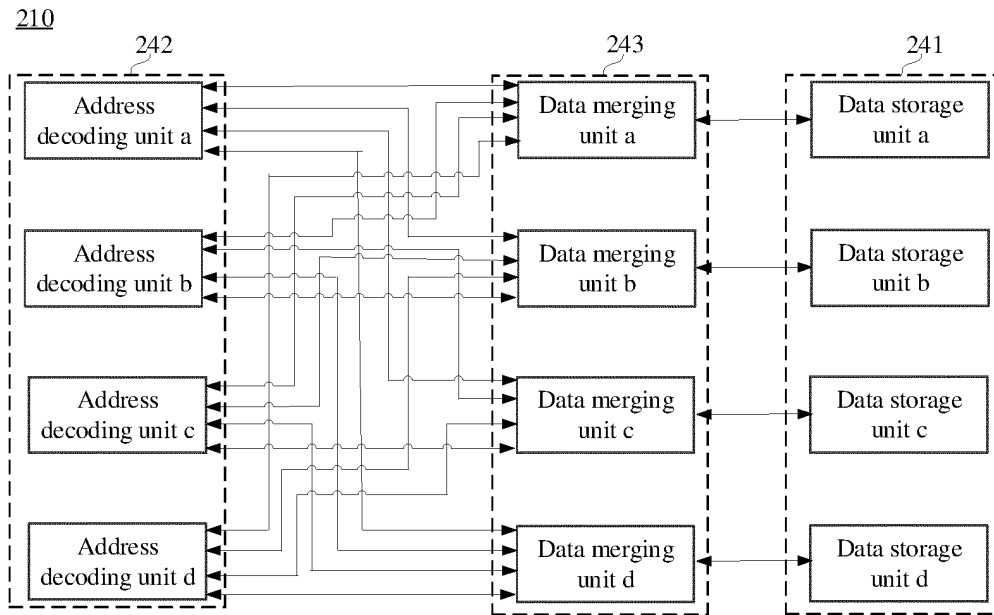 210
242
243
241
Address
decoding unit a
Data merging
unit a
Data storage
unit a
Address
decoding unit b
Data merging
unit b
Data storage
unit b
Address
decoding unit c
Data merging
unit c
Data storage
unit c
Address
decoding unit d
Data merging
unit d
Data storage
unit d